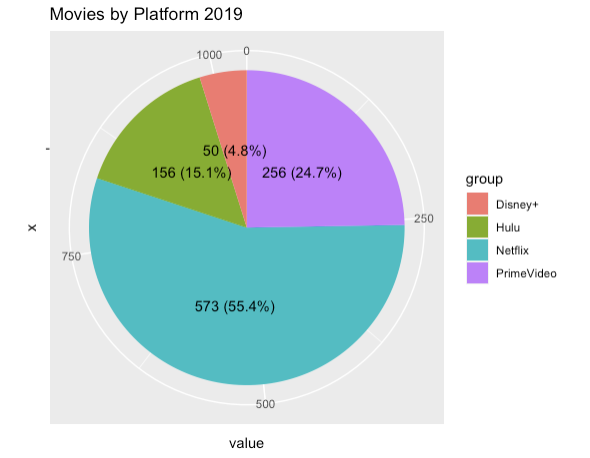 Movies by Platform 2019
0
1000
50 (4.8%)
156 (15.1%)
256 (24.7%)
250
750
573 (55.4%)
500
x
value
group
Disney+
Hulu
Netflix
PrimeVideo